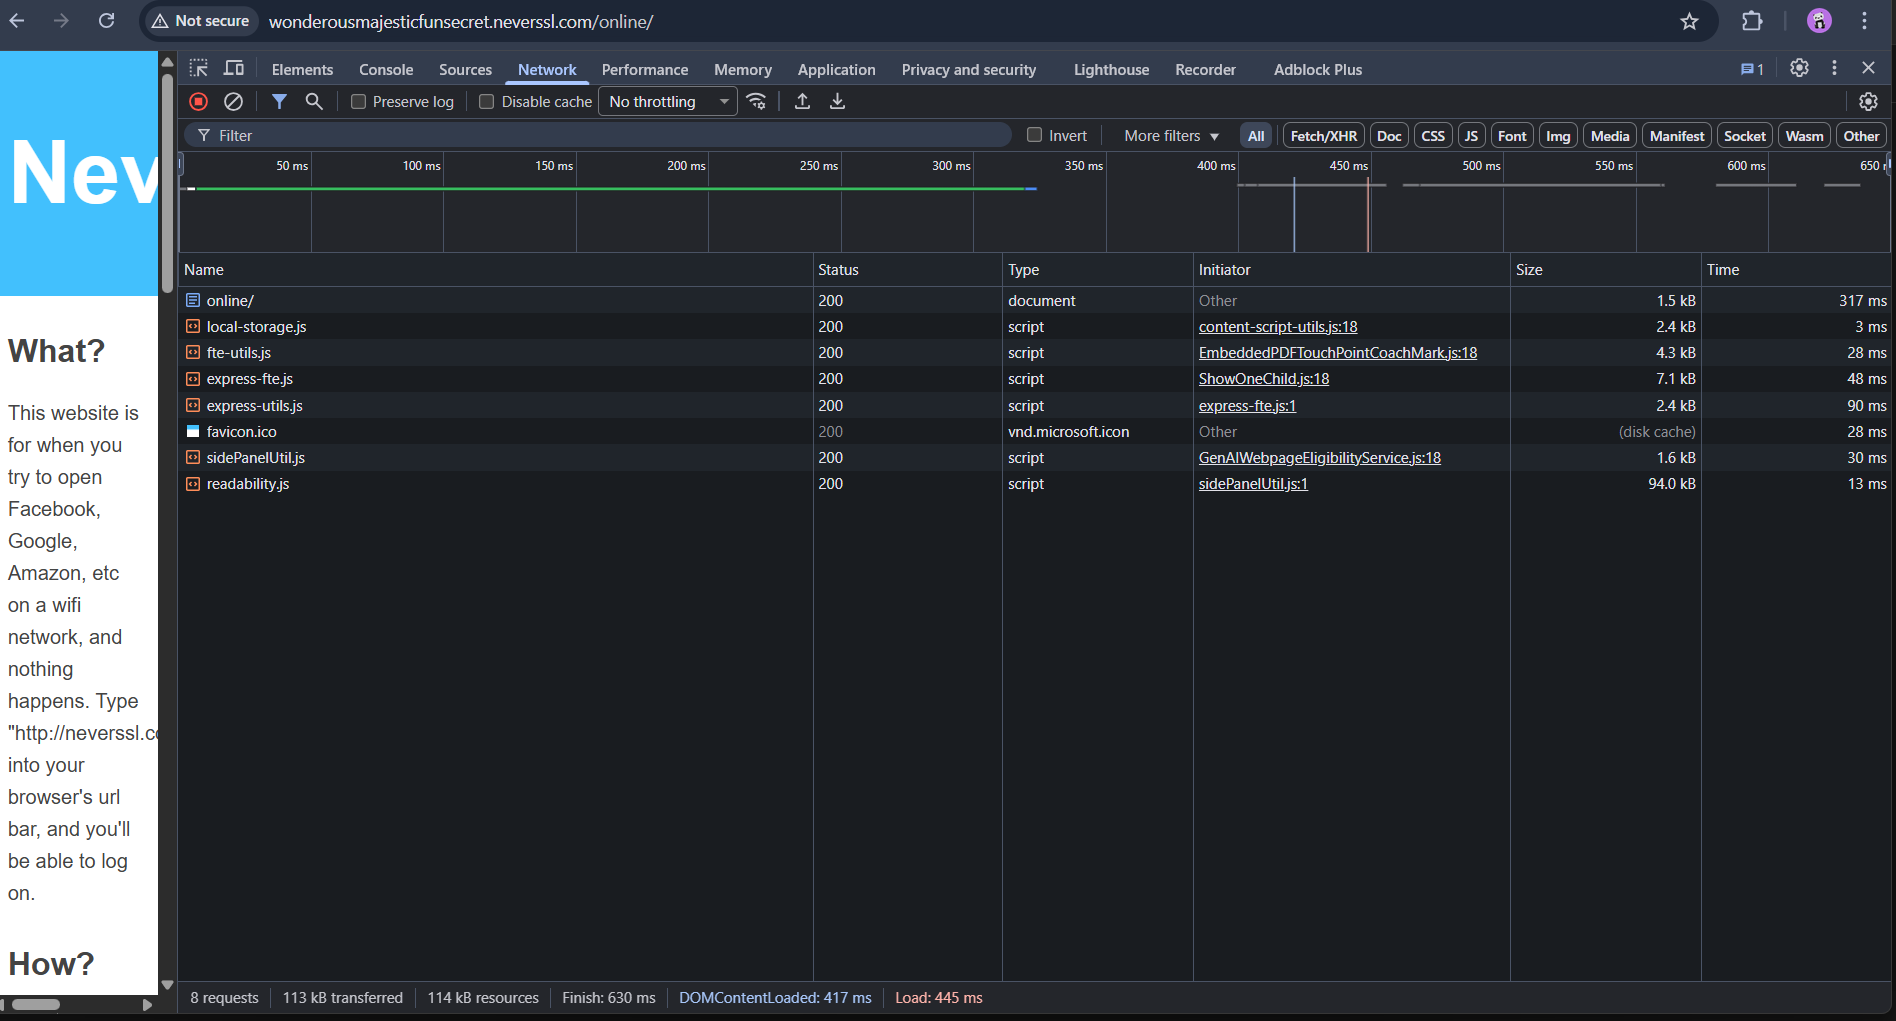 Not secure wonderousmajesticfunsecret.neverssl.com/online/
Elements Console Sources Network Performance Memory Application Privacy and security Lighthouse Recorder Adblock Plus 1
Preserve log Disable cache No throttling
Filter Invert More filters All Fetch/XHR Doc CSS JS Font Img Media Manifest Socket Wasm Other
50 ms 100 ms 150 ms 200 ms 250 ms 300 ms 350 ms 400 ms 450 ms 500 ms 550 ms 600 ms 650
Name Status Type Initiator Size Time
online/ 200 document Other 1.5 kB 317 ms
local-storage.js 200 script content-script-utils.js:18 2.4 kB 3 ms
fte-utils.js 200 script EmbeddedPDFTouchPointCoachMark.js:18 4.3 kB 28 ms
express-fte.js 200 script ShowOneChild.js:18 7.1 kB 48 ms
express-utils.js 200 script express-fte.js:1 2.4 kB 90 ms
favicon.ico 200 vnd.microsoft.icon Other (disk cache) 28 ms
sidePanelUtil.js 200 script GenAIWebpageEligibilityService.js:18 1.6 kB 30 ms
readability.js 200 script sidePanelUtil.js:1 94.0 kB 13 ms
8 requests 113 kB transferred 114 kB resources Finish: 630 ms DOMContentLoaded: 417 ms Load: 445 ms
Nev
What?
This website is
for when you
try to open
Facebook,
Google,
Amazon, etc
on a wifi
network, and
nothing
happens. Type
"http://neverssl.co
into your
browser's url
bar, and you'll
be able to log
on.
How?